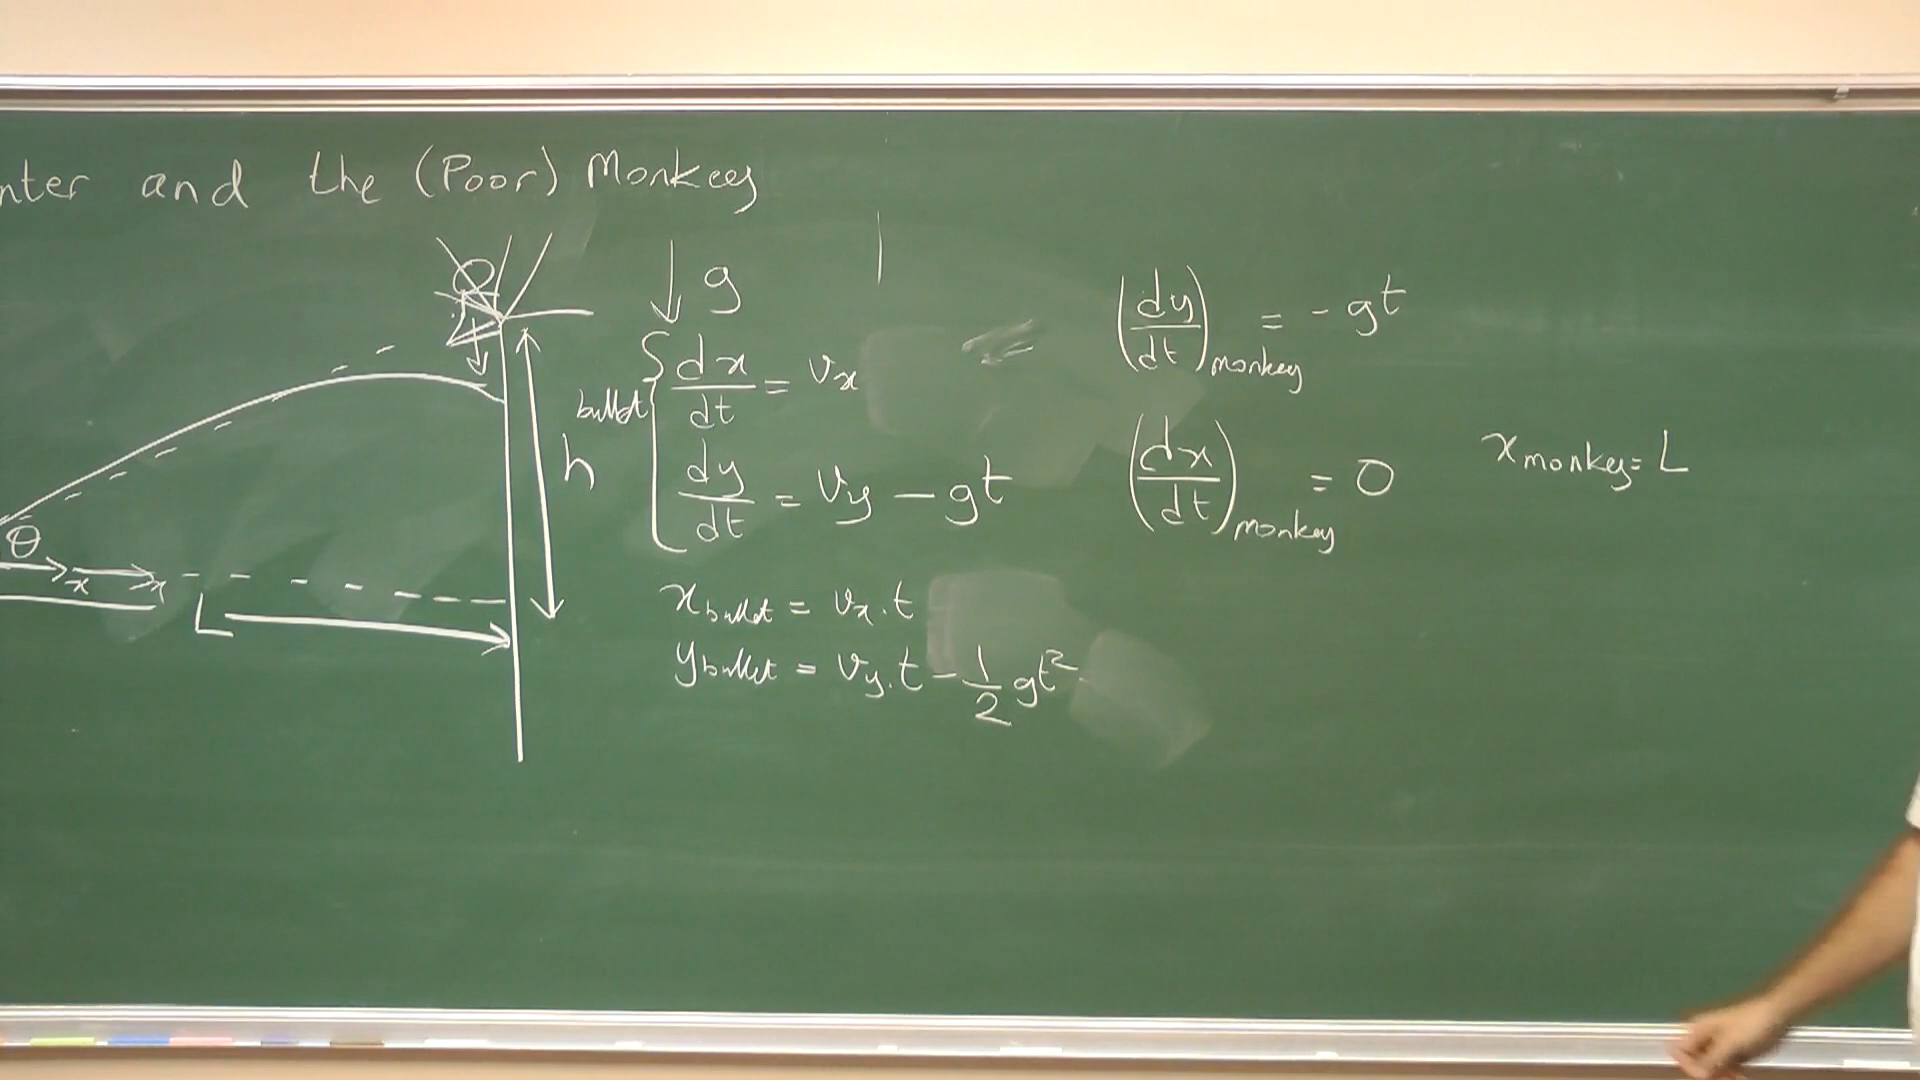 nter and the (Poor) Monkey
g
bullet
dx/dt = vx
dy/dt = vy - gt
h
θ
x x
L
x bullet = vx.t
y bullet = vy.t - 1/2 gt²
(dy/dt) monkey = - gt
(dx/dt) monkey = 0
x monkey = L